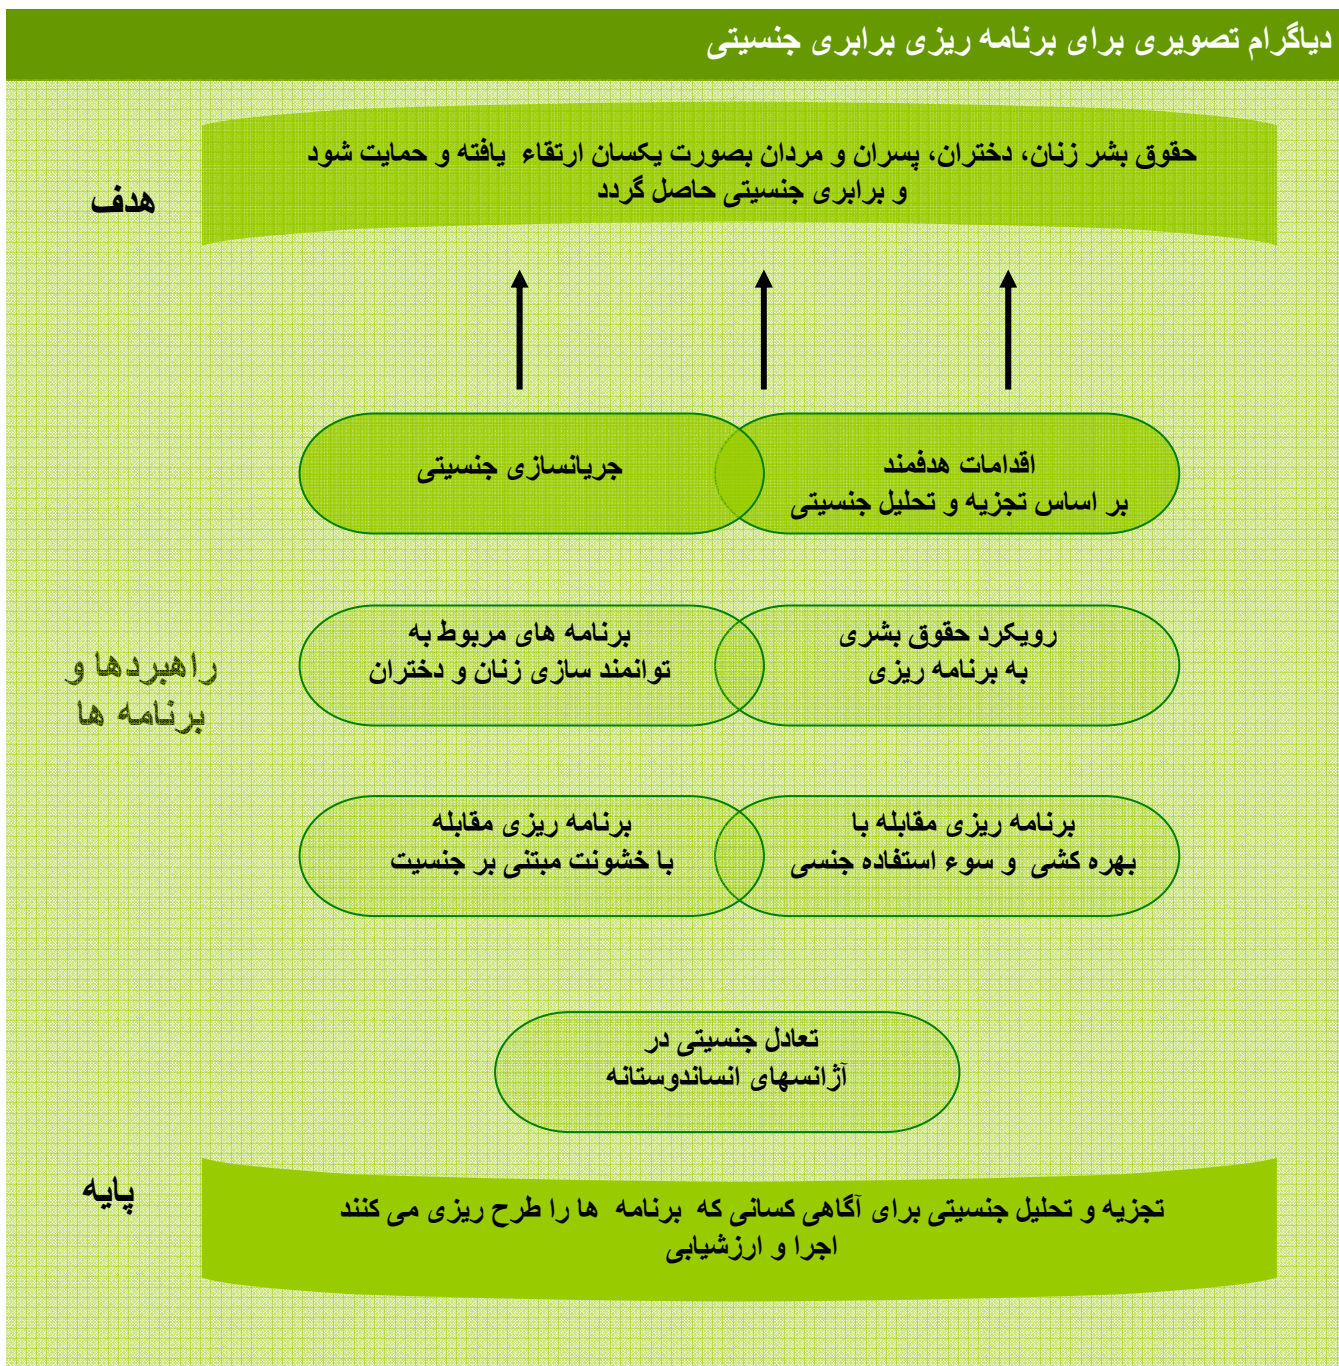 دیاگرام تصویری برای برنامه ریزی برابری جنسیتی
حقوق بشر زنان، دختران، پسران و مردان بصورت یکسان ارتقاء یافته و حمایت شود
و برابری جنسیتی حاصل گردد
هدف
اقدامات هدفمند
بر اساس تجزیه و تحلیل جنسیتی
جریانسازی جنسیتی
رویکرد حقوق بشری
به برنامه ریزی
برنامه های مربوط به
توانمند سازی زنان و دختران
راهبردها و
برنامه ها
برنامه ریزی مقابله با
بهره کشی و سوء استفاده جنسی
برنامه ریزی مقابله
با خشونت مبتنی بر جنسیت
تعادل جنسیتی در
آژانسهای انساندوستانه
پایه
تجزیه و تحلیل جنسیتی برای آگاهی کسانی که برنامه ها را طرح ریزی می کنند
اجرا و ارزشیابی